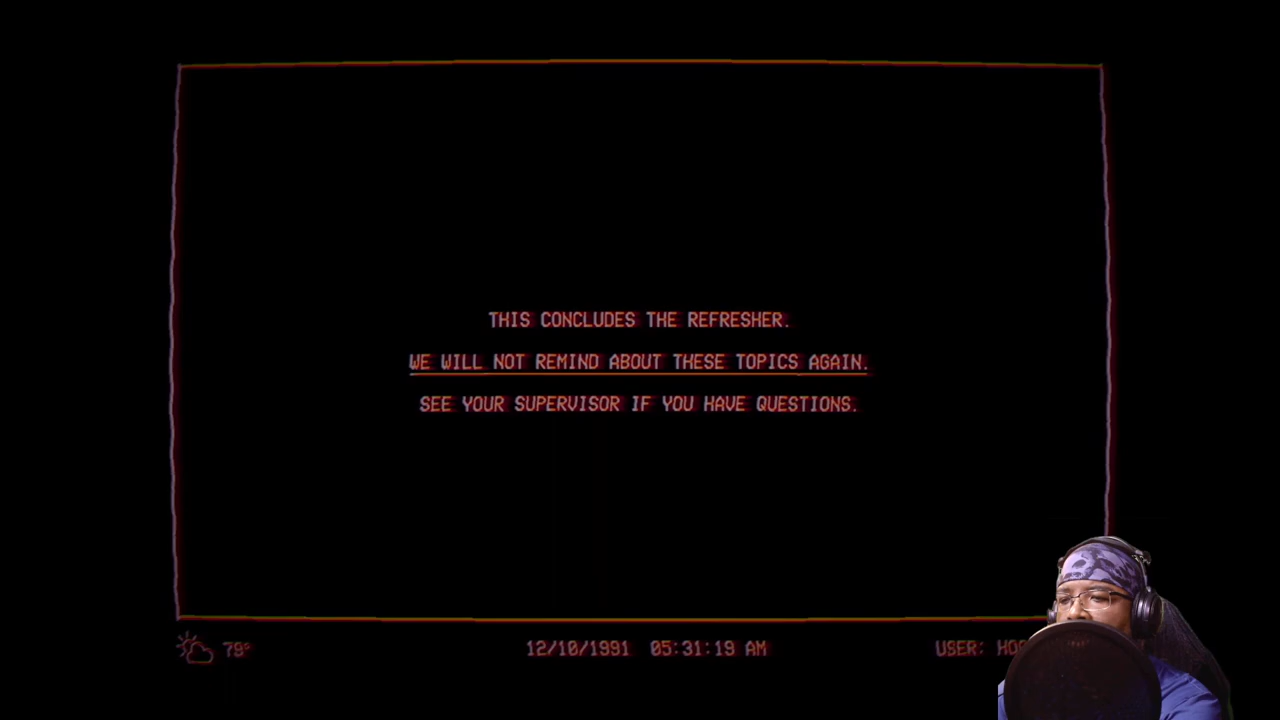 THIS CONCLUDES THE REFRESHER.
WE WILL NOT REMIND ABOUT THESE TOPICS AGAIN.
SEE YOUR SUPERVISOR IF YOU HAVE QUESTIONS.
79° 12/10/1991 05:31:19 AM USER: